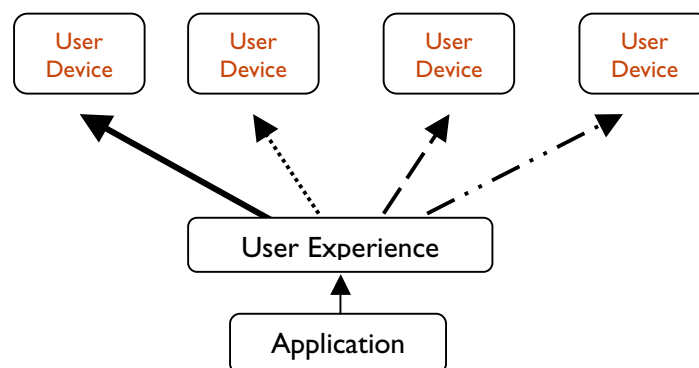 User
Device
User
Device
User
Device
User
Device
User Experience
Application